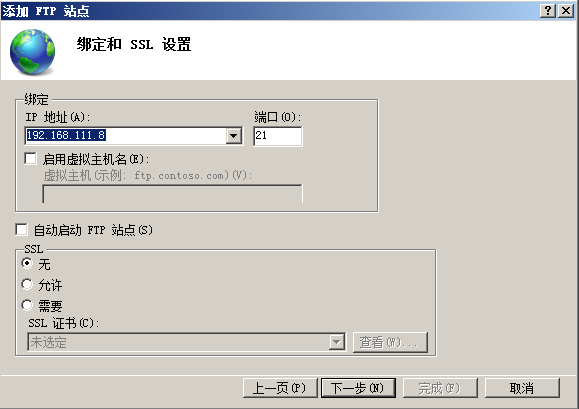 添加 FTP 站点
绑定和 SSL 设置
绑定
IP 地址(A): 端口(O):
192.168.111.8 21
启用虚拟主机名(E):
虚拟主机(示例: ftp.contoso.com)(V):
自动启动 FTP 站点(S)
SSL
无
允许
需要
SSL 证书(C):
未选定 查看(W)...
上一页(P) 下一步(N) 完成(F) 取消